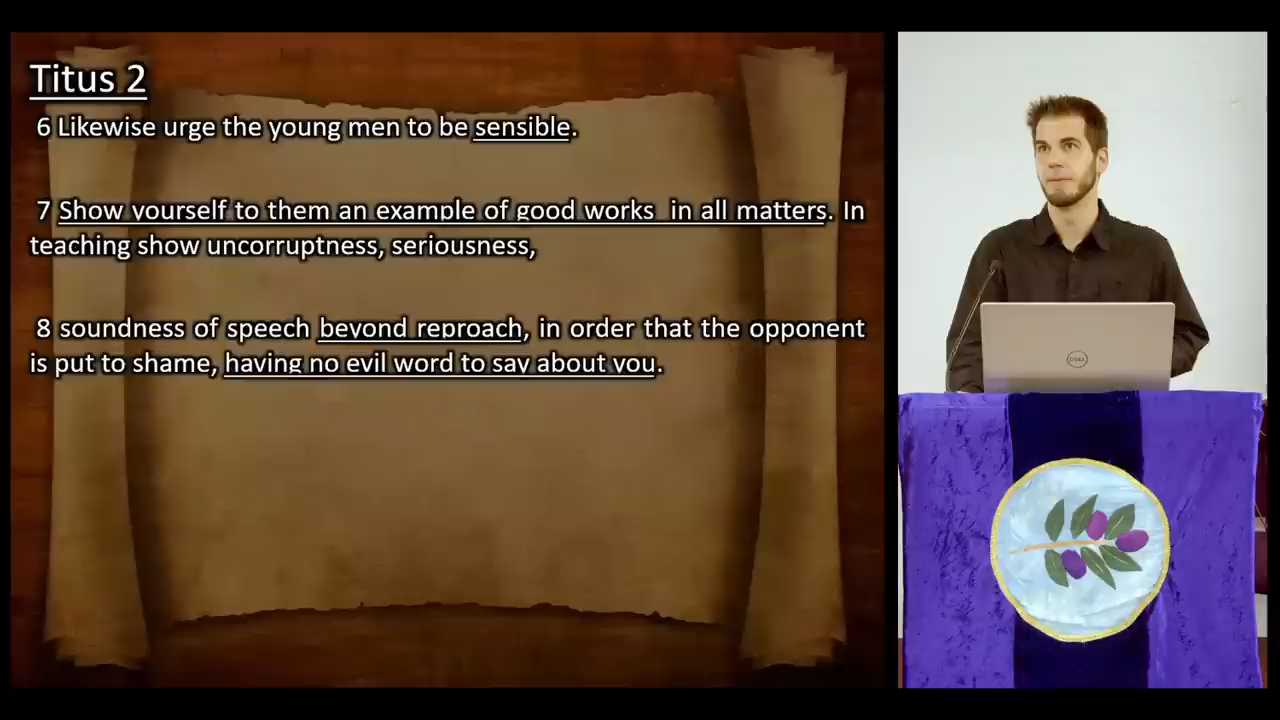 Titus 2
6 Likewise urge the young men to be sensible.
7 Show yourself to them an example of good works in all matters. In
teaching show uncorruptness, seriousness,
8 soundness of speech beyond reproach, in order that the opponent
is put to shame, having no evil word to say about you.
DELL